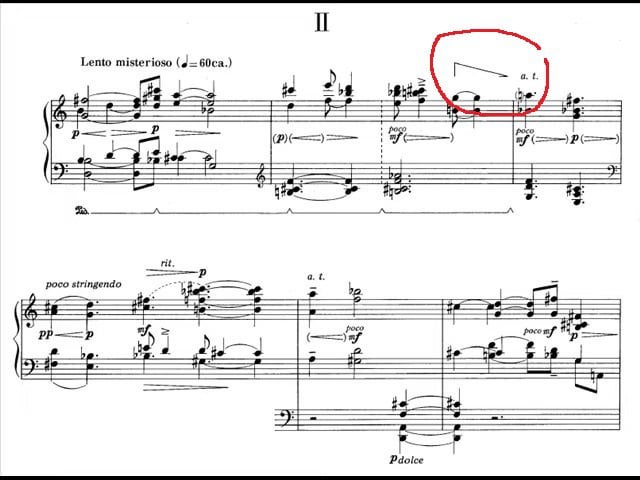 II
Lento misterioso (♩=60ca.)
a. t.
p p (p) poco mf poco mf p
Ped.
poco stringendo rit. p a. t.
pp p mf poco mf poco mf p
p dolce